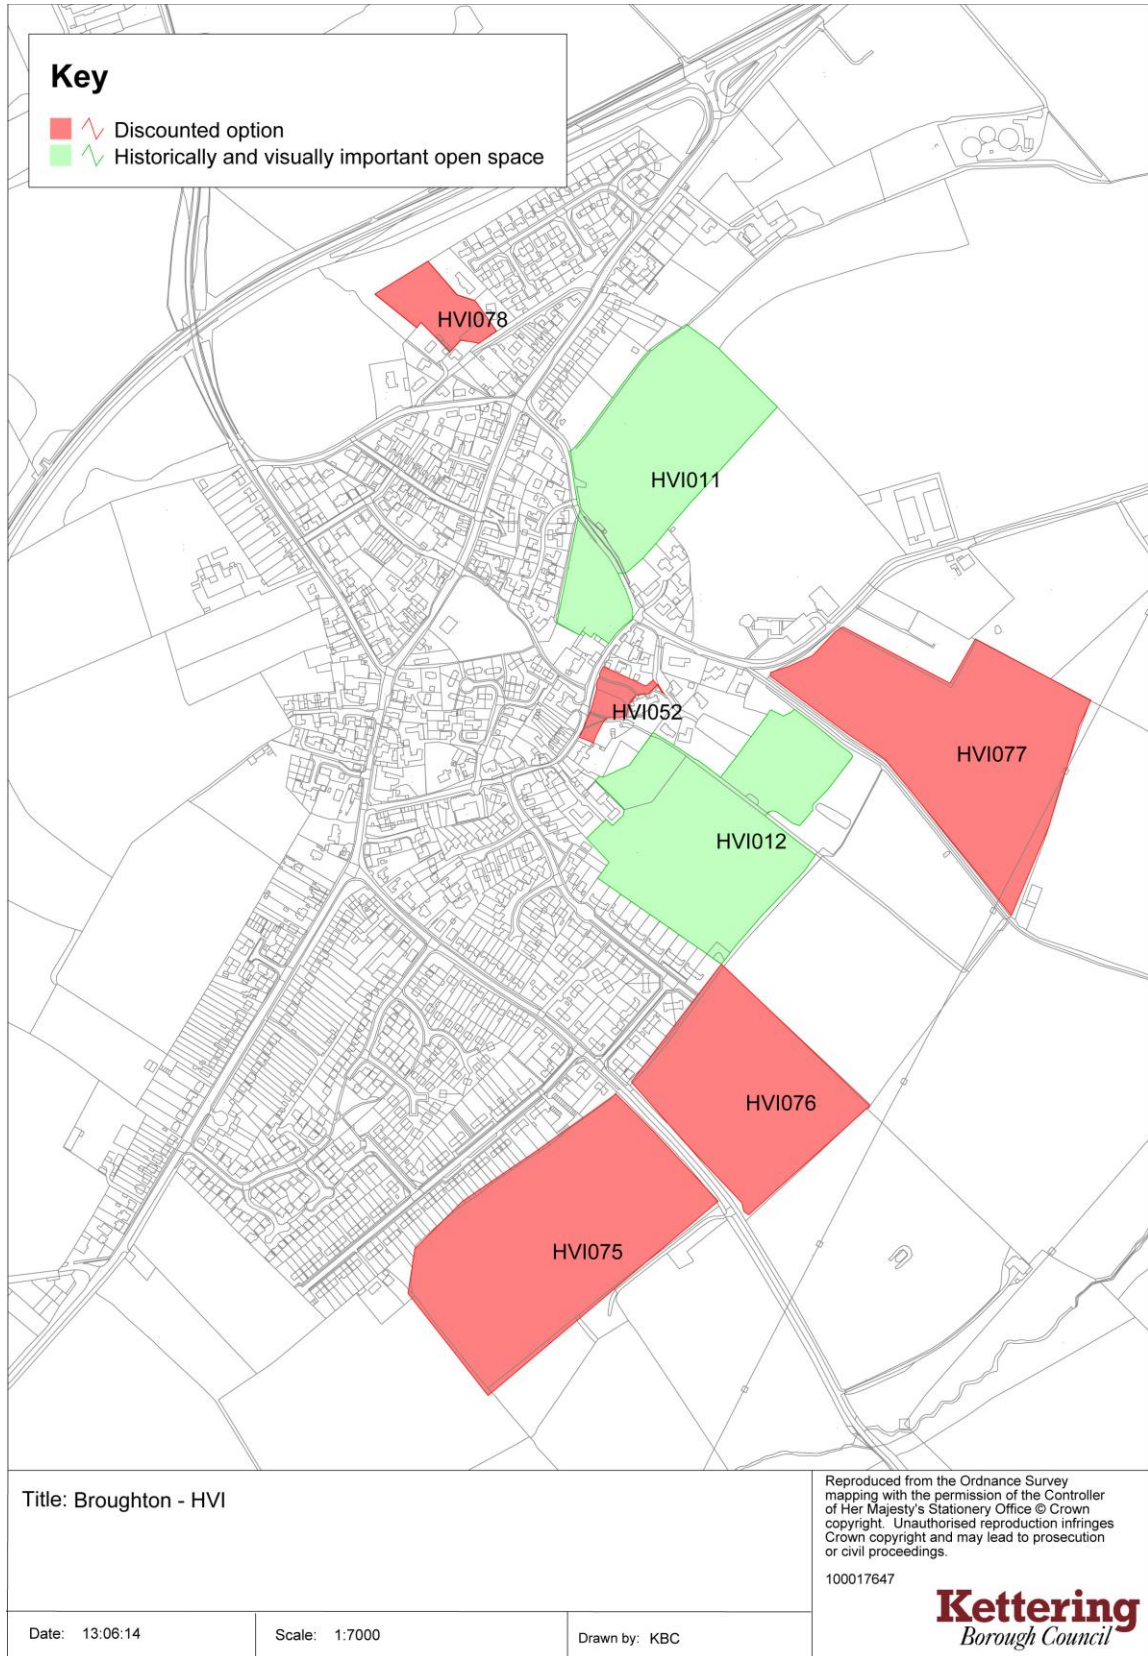 Key
Discounted option
Historically and visually important open space
HVI078
HVI011
HVI052
HVI077
HVI012
HVI076
HVI075
Title: Broughton - HVI
Reproduced from the Ordnance Survey
mapping with the permission of the Controller
of Her Majesty's Stationery Office © Crown
copyright. Unauthorised reproduction infringes
Crown copyright and may lead to prosecution
or civil proceedings.
100017647
Kettering
Borough Council
Date: 13:06:14
Scale: 1:7000
Drawn by: KBC